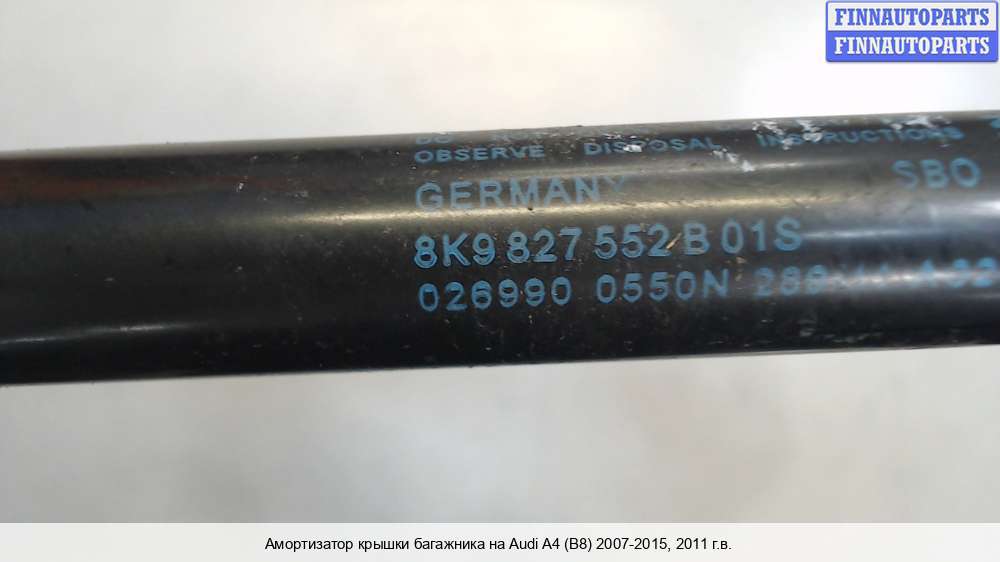 FINNAUTOPARTS
FINNAUTOPARTS
OBSERVE DISPOSAL INSTRUCTIONS
GERMANY SBO
8K9 827 552 B 01S
026990 0550N
Амортизатор крышки багажника на Audi A4 (B8) 2007-2015, 2011 г.в.